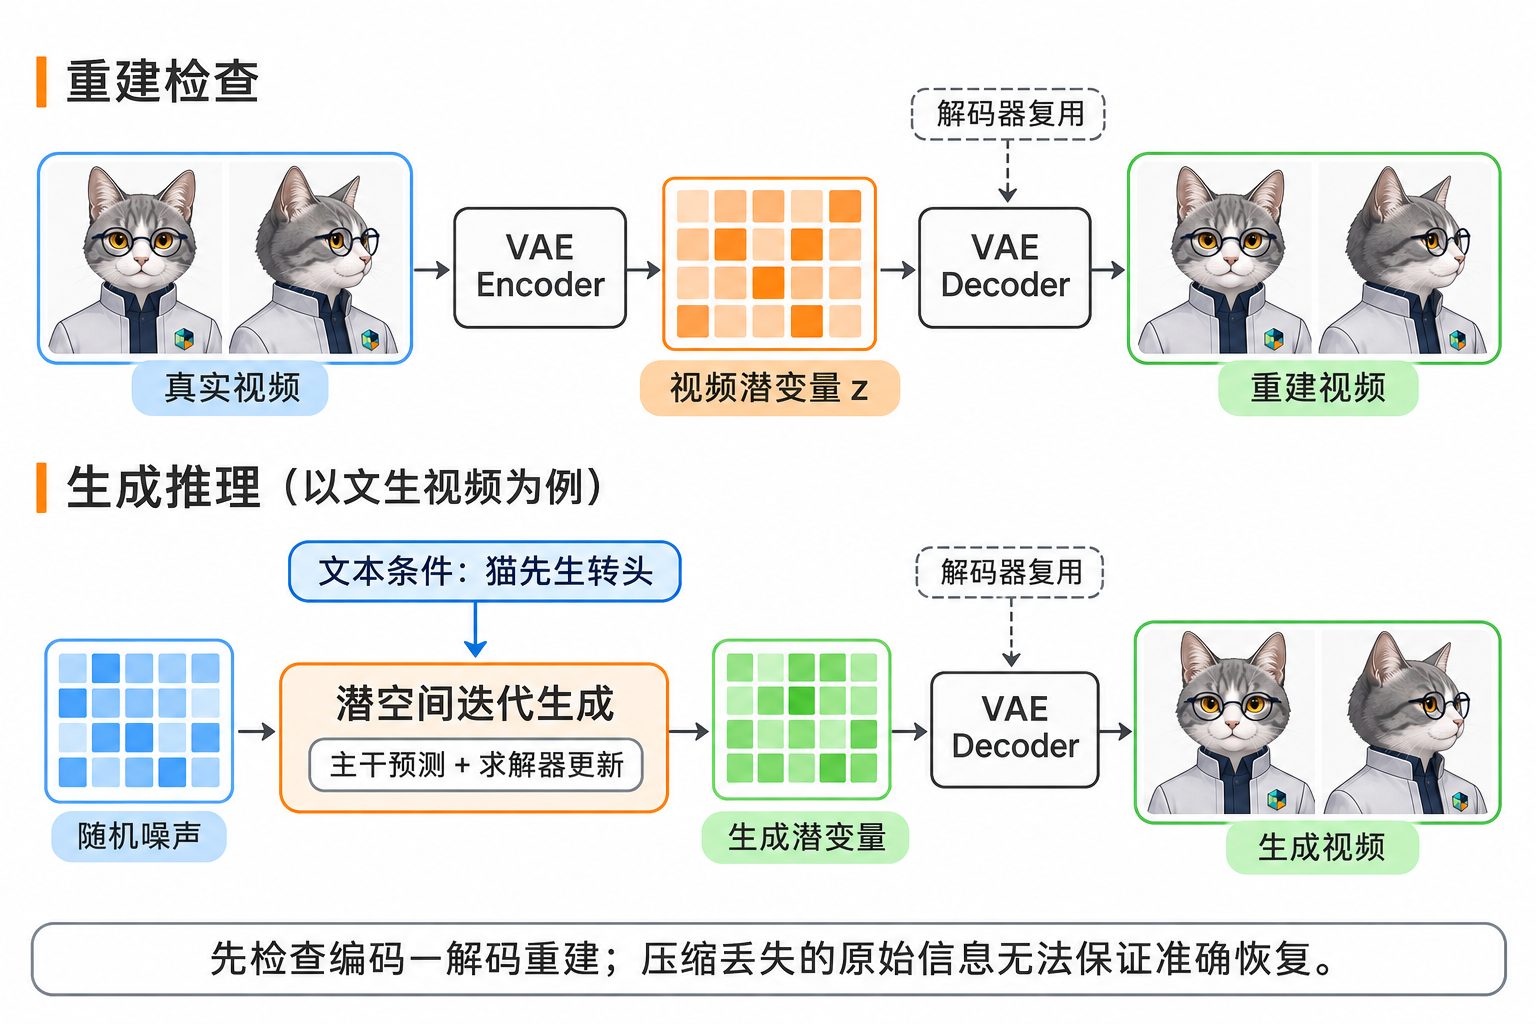 重建检查
解码器复用
VAE
Encoder
VAE
Decoder
真实视频
视频潜变量 z
重建视频
生成推理（以文生视频为例）
文本条件：猫先生转头
解码器复用
潜空间迭代生成
主干预测 + 求解器更新
VAE
Decoder
随机噪声
生成潜变量
生成视频
先检查编码—解码重建；压缩丢失的原始信息无法保证准确恢复。